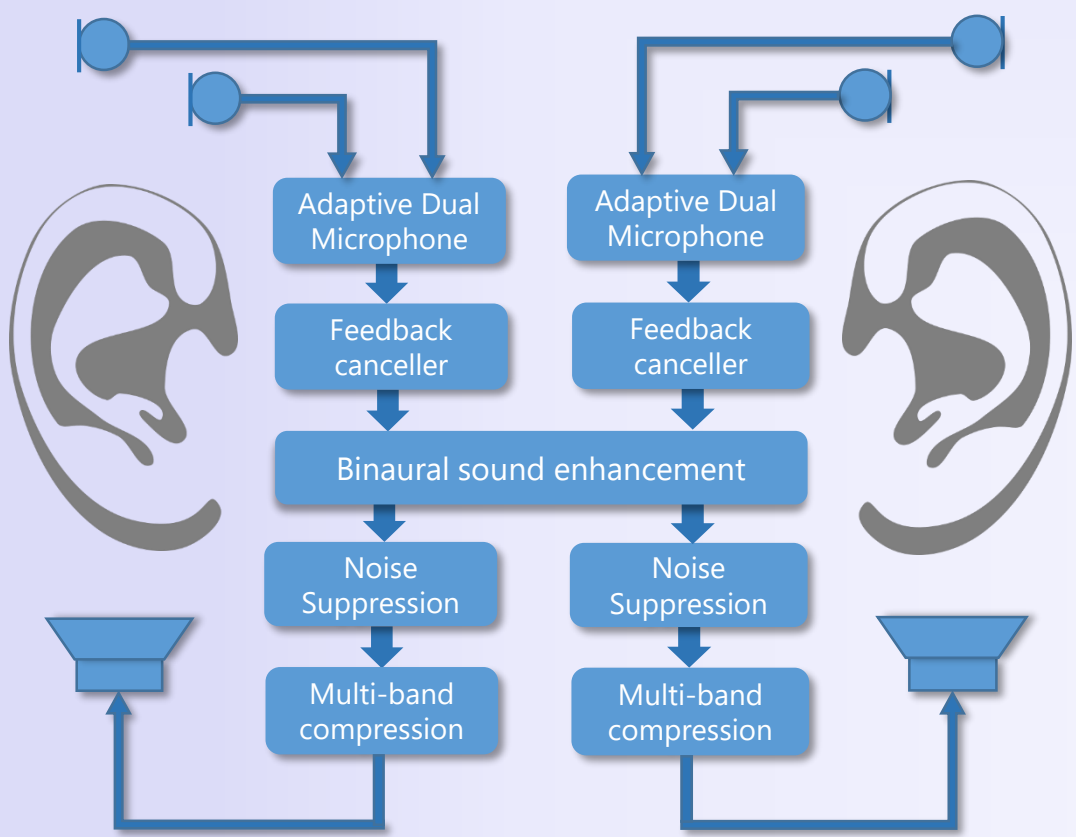 Adaptive Dual
Microphone
Adaptive Dual
Microphone
Feedback
canceller
Feedback
canceller
Binaural sound enhancement
Noise
Suppression
Noise
Suppression
Multi-band
compression
Multi-band
compression